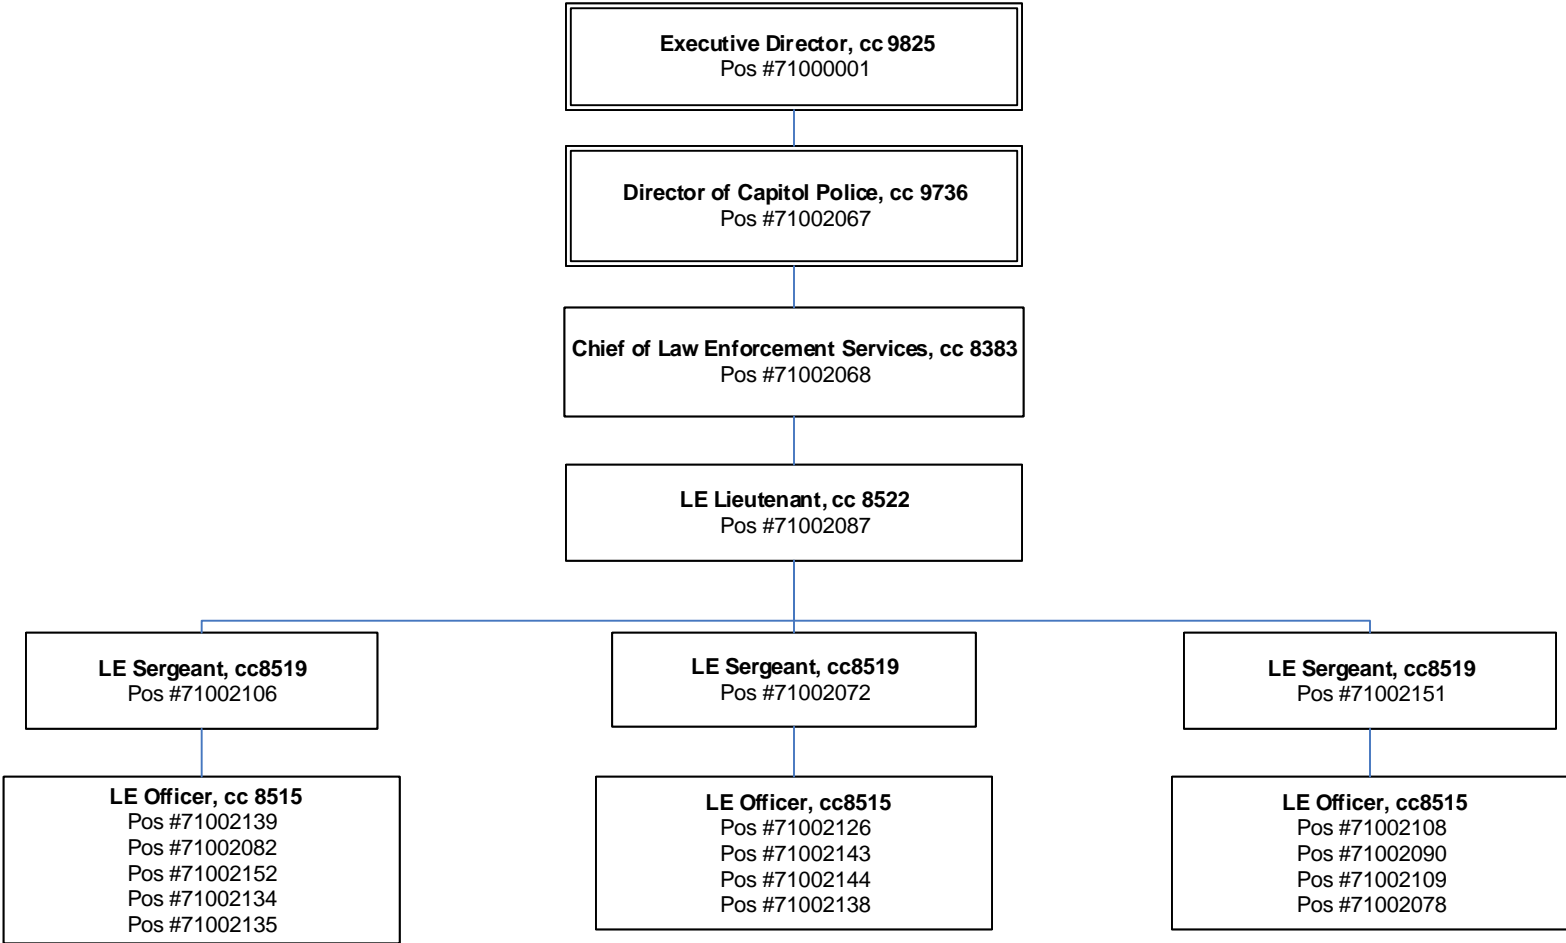 Executive Director, cc 9825
Pos #71000001
Director of Capitol Police, cc 9736
Pos #71002067
Chief of Law Enforcement Services, cc 8383
Pos #71002068
LE Lieutenant, cc 8522
Pos #71002087
LE Sergeant, cc8519
Pos #71002106
LE Sergeant, cc8519
Pos #71002072
LE Sergeant, cc8519
Pos #71002151
LE Officer, cc 8515
Pos #71002139
Pos #71002082
Pos #71002152
Pos #71002134
Pos #71002135
LE Officer, cc8515
Pos #71002126
Pos #71002143
Pos #71002144
Pos #71002138
LE Officer, cc8515
Pos #71002108
Pos #71002090
Pos #71002109
Pos #71002078